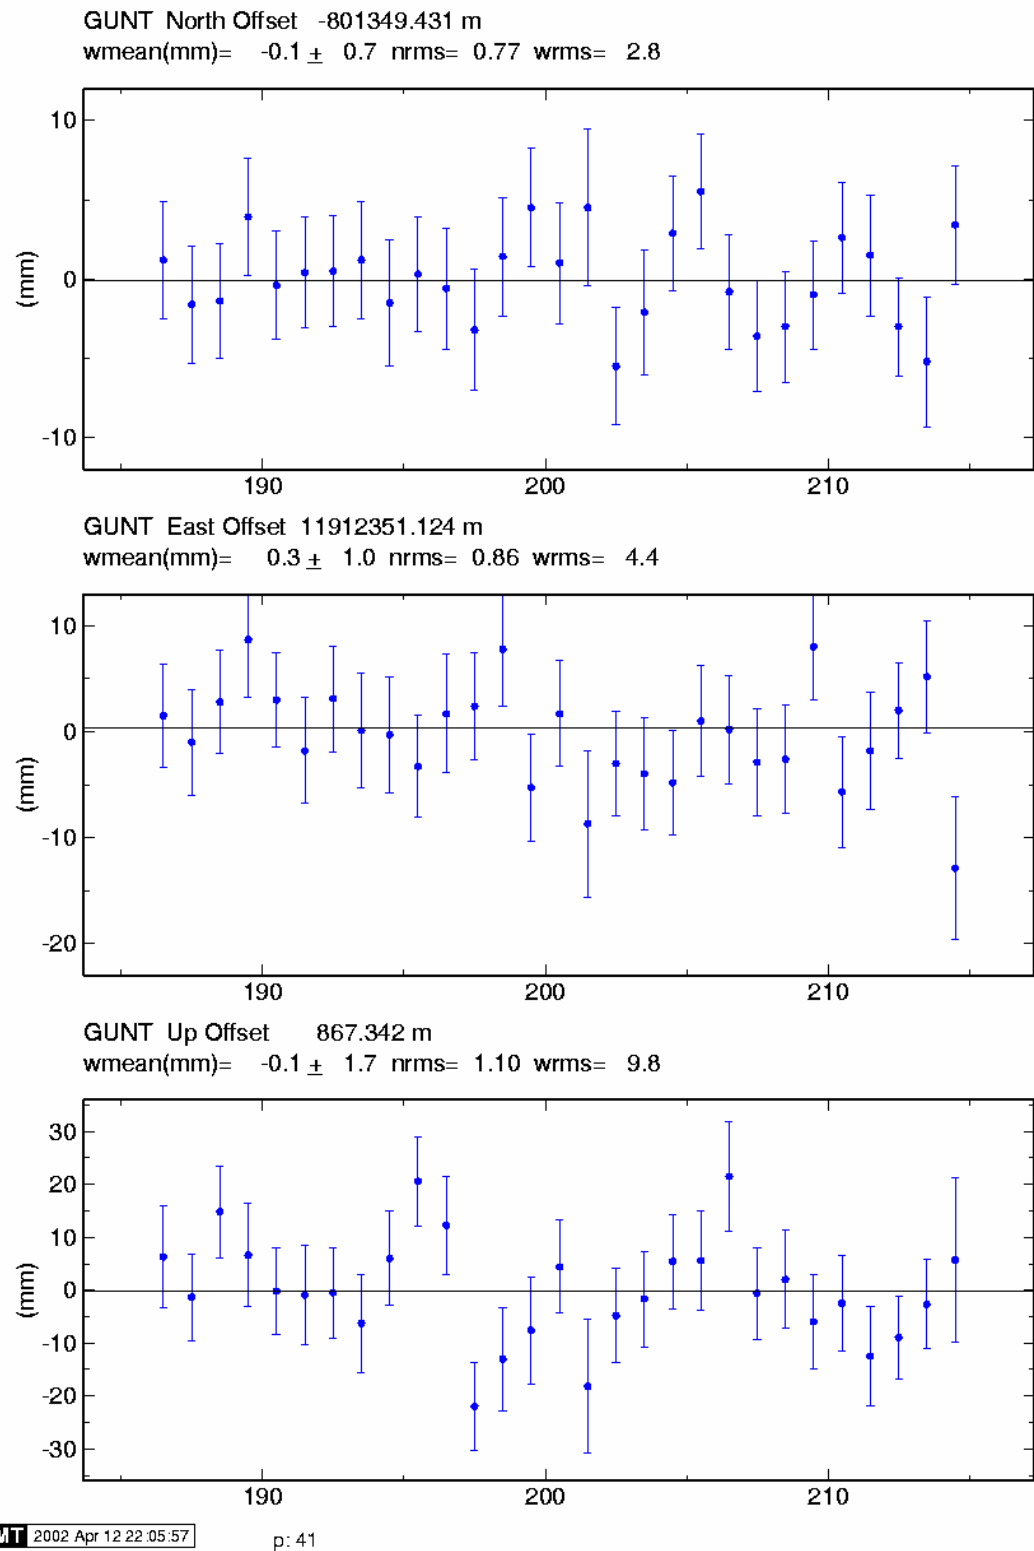 GUNT North Offset -801349.431 m
wmean(mm)= -0.1 ± 0.7 nrms= 0.77 wrms= 2.8
10
0
-10
(mm)
190 200 210
GUNT East Offset 11912351.124 m
wmean(mm)= 0.3 ± 1.0 nrms= 0.86 wrms= 4.4
10
0
-10
-20
(mm)
190 200 210
GUNT Up Offset 867.342 m
wmean(mm)= -0.1 ± 1.7 nrms= 1.10 wrms= 9.8
30
20
10
0
-10
-20
-30
(mm)
190 200 210
MT 2002 Apr 12 22:05:57 p: 41